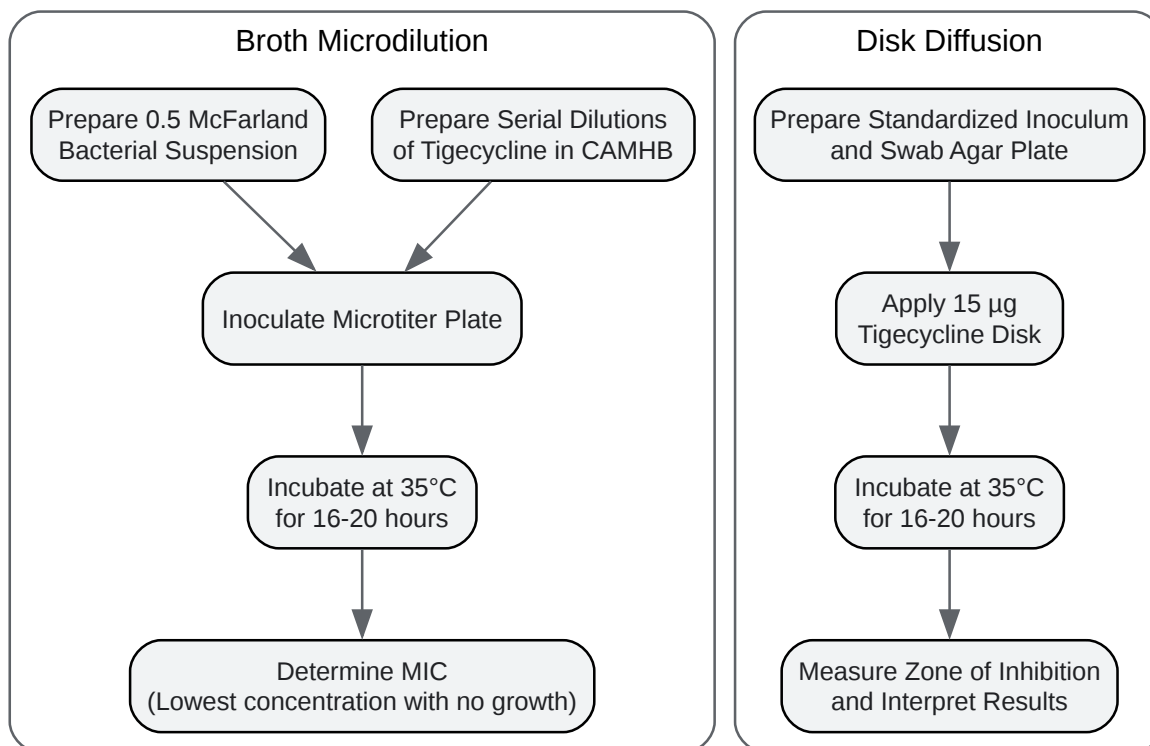 Broth Microdilution
Prepare 0.5 McFarland
Bacterial Suspension
Prepare Serial Dilutions
of Tigecycline in CAMHB
Inoculate Microtiter Plate
Incubate at 35°C
for 16-20 hours
Determine MIC
(Lowest concentration with no growth)
Disk Diffusion
Prepare Standardized Inoculum
and Swab Agar Plate
Apply 15 µg
Tigecycline Disk
Incubate at 35°C
for 16-20 hours
Measure Zone of Inhibition
and Interpret Results